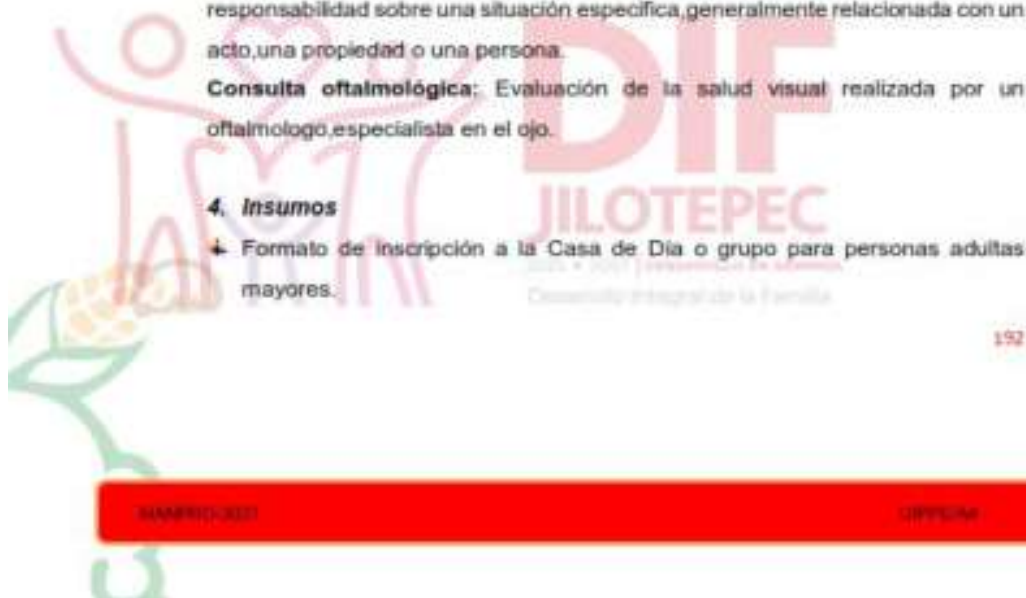 responsabilidad sobre una situación específica,generalmente relacionada con un
acto,una propiedad o una persona.
Consulta oftalmológica: Evaluación de la salud visual realizada por un
oftalmologo,especialista en el ojo.
4. Insumos
Formato de inscripción a la Casa de Día o grupo para personas adultas
mayores.
DIF
JILOTEPEC
Desarrollo Integral de la Familia
192